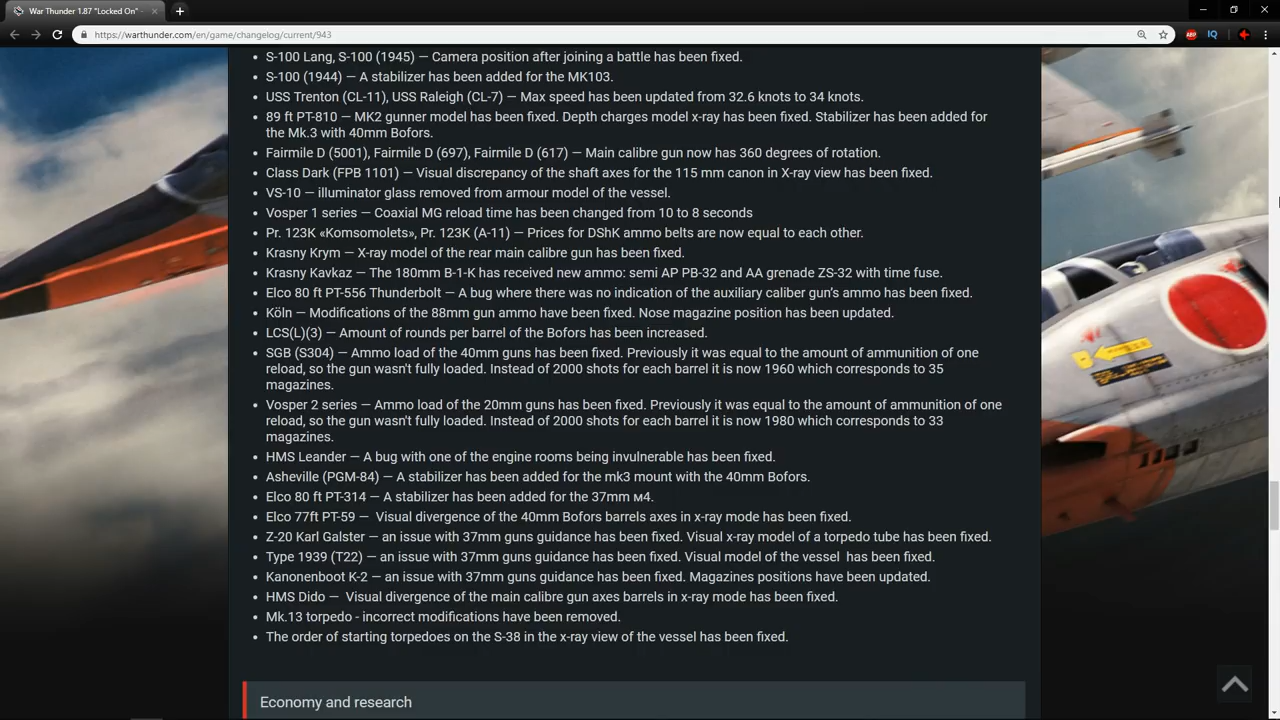 War Thunder 1.87 "Locked On" -
https://warthunder.com/en/game/changelog/current/943
ABP
IQ
S-100 Lang, S-100 (1945) — Camera position after joining a battle has been fixed.
S-100 (1944) — A stabilizer has been added for the MK103.
USS Trenton (CL-11), USS Raleigh (CL-7) — Max speed has been updated from 32.6 knots to 34 knots.
89 ft PT-810 — MK2 gunner model has been fixed. Depth charges model x-ray has been fixed. Stabilizer has been added for
the Mk.3 with 40mm Bofors.
Fairmile D (5001), Fairmile D (697), Fairmile D (617) — Main calibre gun now has 360 degrees of rotation.
Class Dark (FPB 1101) — Visual discrepancy of the shaft axes for the 115 mm canon in X-ray view has been fixed.
VS-10 — illuminator glass removed from armour model of the vessel.
Vosper 1 series — Coaxial MG reload time has been changed from 10 to 8 seconds
Pr. 123K «Komsomolets», Pr. 123K (A-11) — Prices for DShK ammo belts are now equal to each other.
Krasny Krym — X-ray model of the rear main calibre gun has been fixed.
Krasny Kavkaz — The 180mm B-1-K has received new ammo: semi AP PB-32 and AA grenade ZS-32 with time fuse.
Elco 80 ft PT-556 Thunderbolt — A bug where there was no indication of the auxiliary caliber gun’s ammo has been fixed.
Köln — Modifications of the 88mm gun ammo have been fixed. Nose magazine position has been updated.
LCS(L)(3) — Amount of rounds per barrel of the Bofors has been increased.
SGB (S304) — Ammo load of the 40mm guns has been fixed. Previously it was equal to the amount of ammunition of one
reload, so the gun wasn't fully loaded. Instead of 2000 shots for each barrel it is now 1960 which corresponds to 35
magazines.
Vosper 2 series — Ammo load of the 20mm guns has been fixed. Previously it was equal to the amount of ammunition of one
reload, so the gun wasn't fully loaded. Instead of 2000 shots for each barrel it is now 1980 which corresponds to 33
magazines.
HMS Leander — A bug with one of the engine rooms being invulnerable has been fixed.
Asheville (PGM-84) — A stabilizer has been added for the mk3 mount with the 40mm Bofors.
Elco 80 ft PT-314 — A stabilizer has been added for the 37mm м4.
Elco 77ft PT-59 —  Visual divergence of the 40mm Bofors barrels axes in x-ray mode has been fixed.
Z-20 Karl Galster — an issue with 37mm guns guidance has been fixed. Visual x-ray model of a torpedo tube has been fixed.
Type 1939 (T22) — an issue with 37mm guns guidance has been fixed. Visual model of the vessel  has been fixed.
Kanonenboot K-2 — an issue with 37mm guns guidance has been fixed. Magazines positions have been updated.
HMS Dido —  Visual divergence of the main calibre gun axes barrels in x-ray mode has been fixed.
Mk.13 torpedo - incorrect modifications have been removed.
The order of starting torpedoes on the S-38 in the x-ray view of the vessel has been fixed.
Economy and research